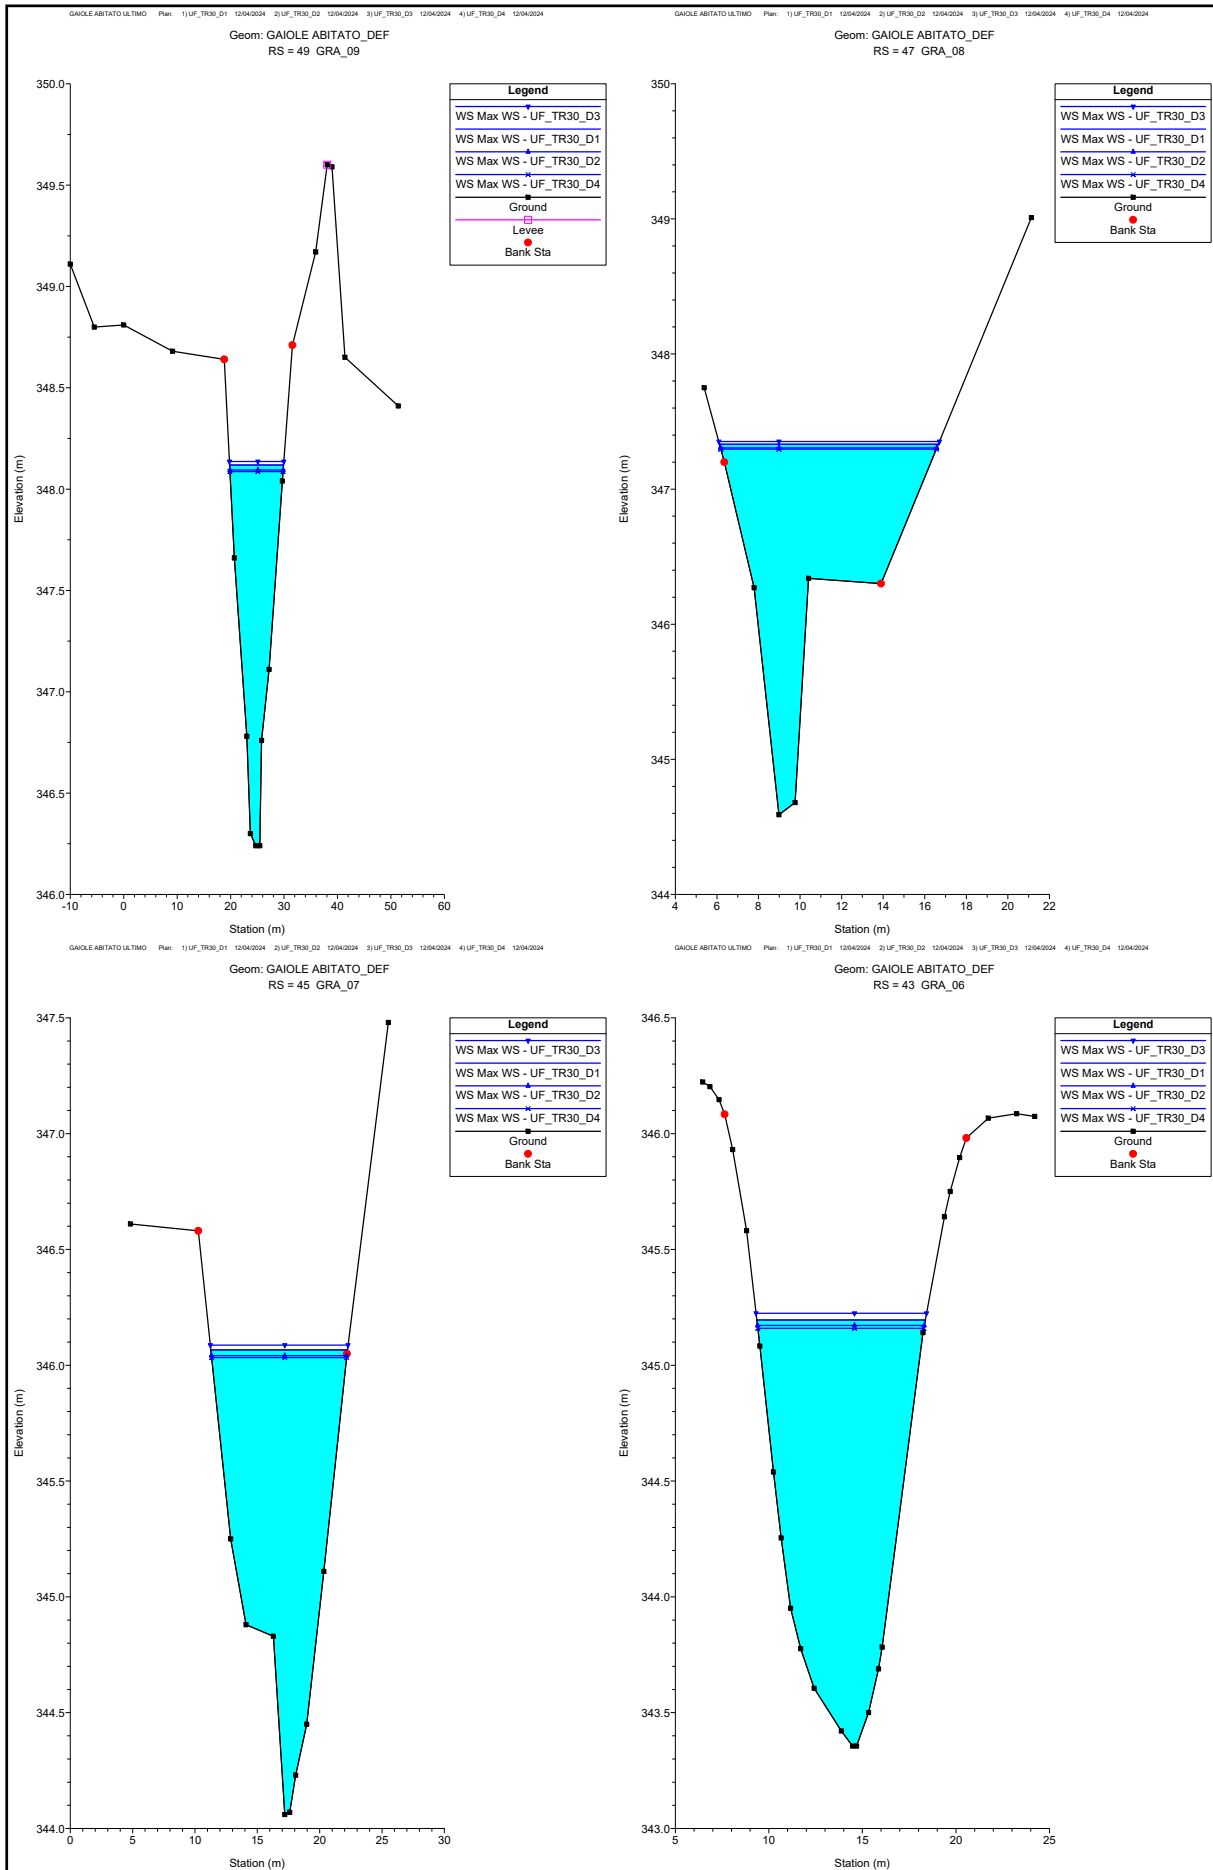 GAIOLE ABITATO ULTIMO Plan: 1) UF_TR30_D1 12/04/2024 2) UF_TR30_D2 12/04/2024 3) UF_TR30_D3 12/04/2024 4) UF_TR30_D4 12/04/2024
Geom: GAIOLE ABITATO_DEF
RS = 49 GRA_09
Legend
WS Max WS - UF_TR30_D3
WS Max WS - UF_TR30_D1
WS Max WS - UF_TR30_D2
WS Max WS - UF_TR30_D4
Ground
Levee
Bank Sta
350.0
349.5
349.0
348.5
348.0
347.5
347.0
346.5
346.0
Elevation (m)
-10 0 10 20 30 40 50 60
Station (m)
GAIOLE ABITATO ULTIMO Plan: 1) UF_TR30_D1 12/04/2024 2) UF_TR30_D2 12/04/2024 3) UF_TR30_D3 12/04/2024 4) UF_TR30_D4 12/04/2024
Geom: GAIOLE ABITATO_DEF
RS = 47 GRA_08
Legend
WS Max WS - UF_TR30_D3
WS Max WS - UF_TR30_D1
WS Max WS - UF_TR30_D2
WS Max WS - UF_TR30_D4
Ground
Bank Sta
350
349
348
347
346
345
344
Elevation (m)
4 6 8 10 12 14 16 18 20 22
Station (m)
GAIOLE ABITATO ULTIMO Plan: 1) UF_TR30_D1 12/04/2024 2) UF_TR30_D2 12/04/2024 3) UF_TR30_D3 12/04/2024 4) UF_TR30_D4 12/04/2024
Geom: GAIOLE ABITATO_DEF
RS = 45 GRA_07
Legend
WS Max WS - UF_TR30_D3
WS Max WS - UF_TR30_D1
WS Max WS - UF_TR30_D2
WS Max WS - UF_TR30_D4
Ground
Bank Sta
347.5
347.0
346.5
346.0
345.5
345.0
344.5
344.0
Elevation (m)
0 5 10 15 20 25 30
Station (m)
GAIOLE ABITATO ULTIMO Plan: 1) UF_TR30_D1 12/04/2024 2) UF_TR30_D2 12/04/2024 3) UF_TR30_D3 12/04/2024 4) UF_TR30_D4 12/04/2024
Geom: GAIOLE ABITATO_DEF
RS = 43 GRA_06
Legend
WS Max WS - UF_TR30_D3
WS Max WS - UF_TR30_D1
WS Max WS - UF_TR30_D2
WS Max WS - UF_TR30_D4
Ground
Bank Sta
346.5
346.0
345.5
345.0
344.5
344.0
343.5
343.0
Elevation (m)
5 10 15 20 25
Station (m)